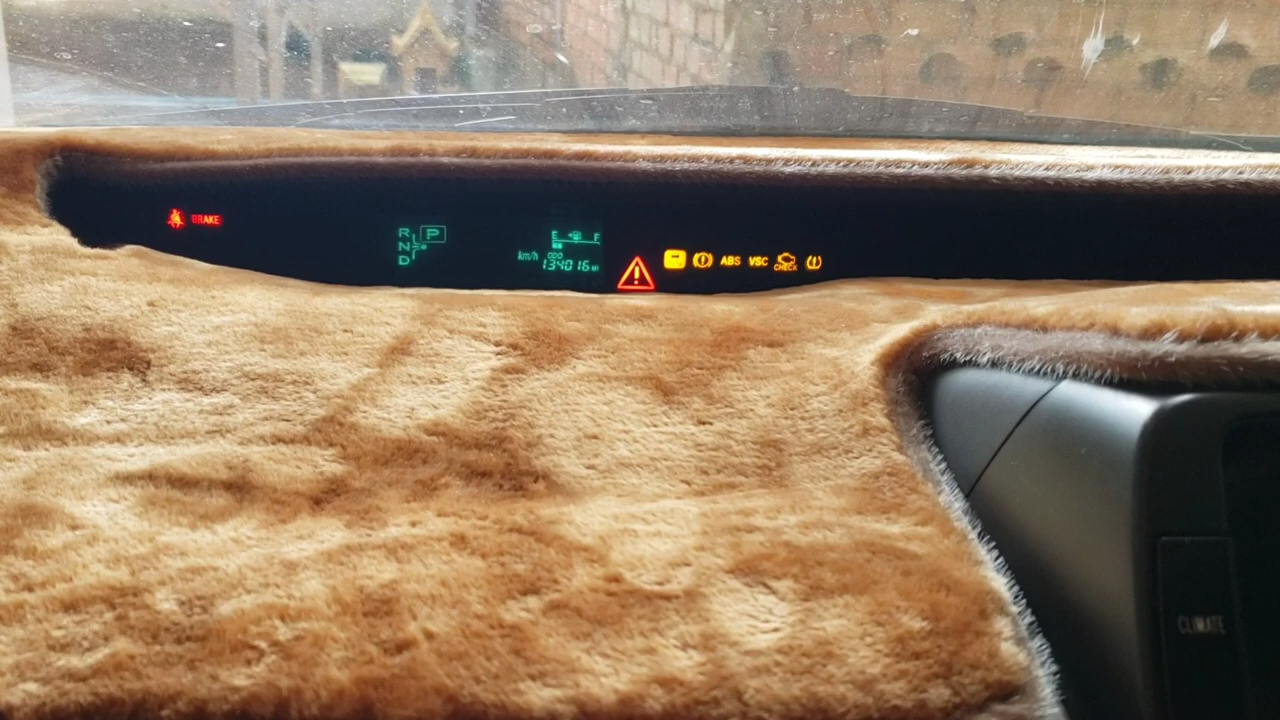 BRAKE
R P
N
D
E F
km/h ODO
134016
ABS VSC CHECK
CLIMATE